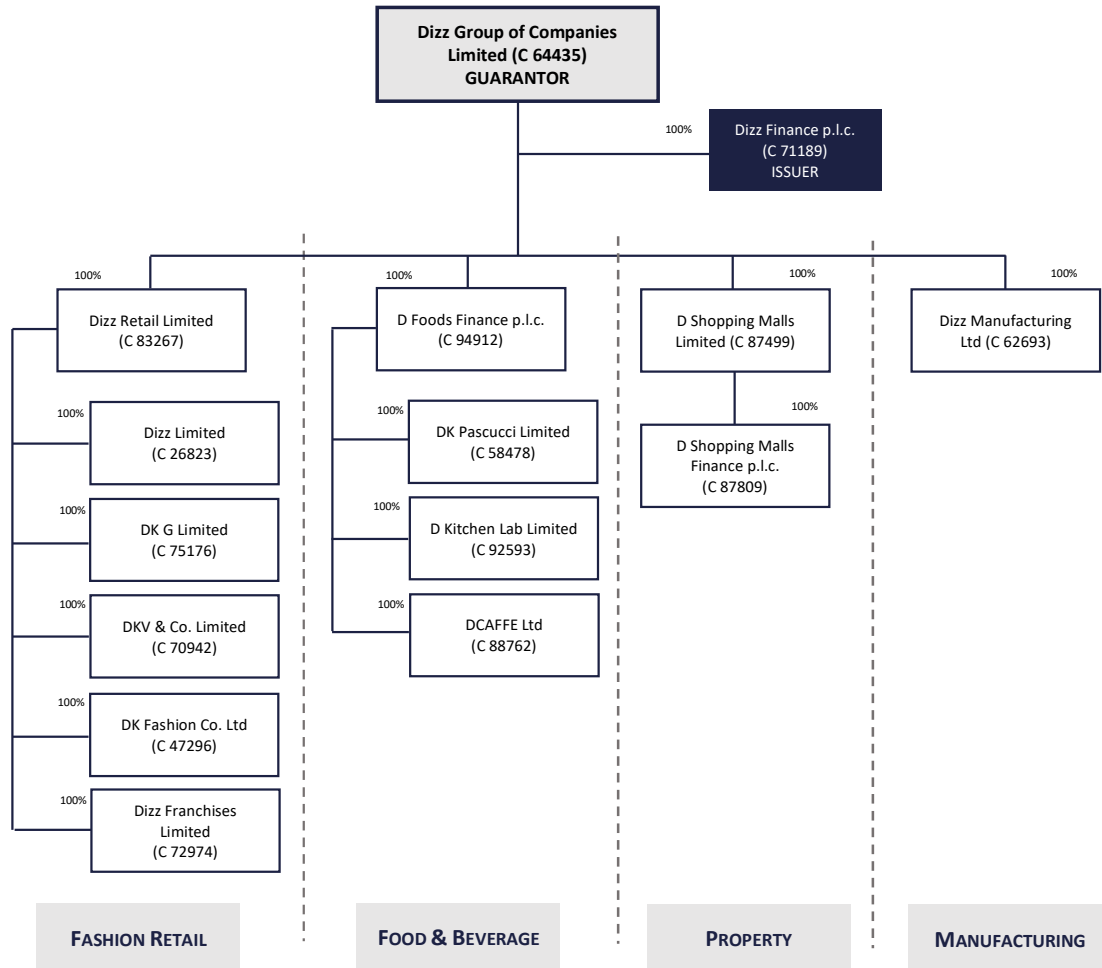 Dizz Group of Companies
Limited (C 64435)
GUARANTOR
100%
Dizz Finance p.l.c.
(C 71189)
ISSUER
100%
Dizz Retail Limited
(C 83267)
100%
D Foods Finance p.l.c.
(C 94912)
100%
D Shopping Malls
Limited (C 87499)
100%
Dizz Manufacturing
Ltd (C 62693)
100%
Dizz Limited
(C 26823)
100%
DK G Limited
(C 75176)
100%
DKV & Co. Limited
(C 70942)
100%
DK Fashion Co. Ltd
(C 47296)
100%
Dizz Franchises
Limited
(C 72974)
100%
DK Pascucci Limited
(C 58478)
100%
D Kitchen Lab Limited
(C 92593)
100%
DCAFFE Ltd
(C 88762)
100%
D Shopping Malls
Finance p.l.c.
(C 87809)
FASHION RETAIL
FOOD & BEVERAGE
PROPERTY
MANUFACTURING